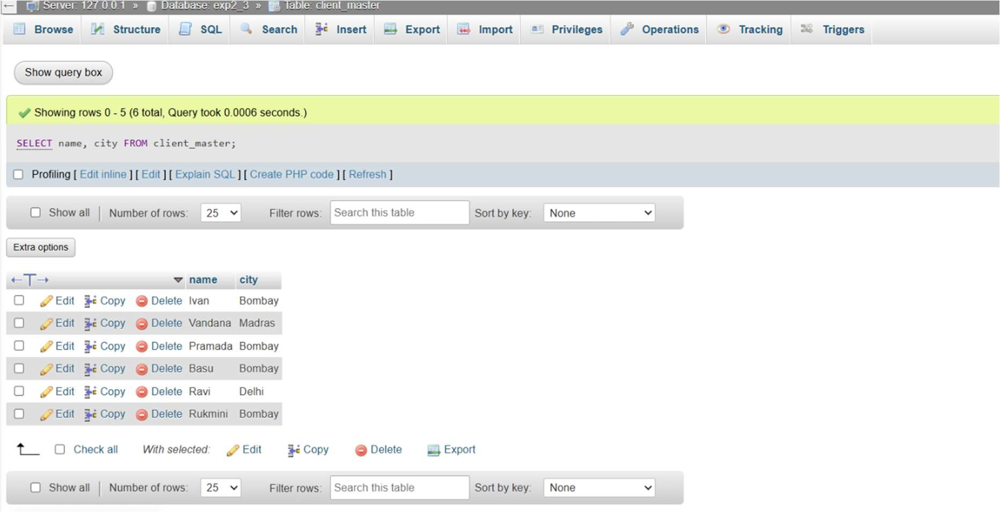 Server: 127.0.0.1 » Database: exp2_3 » Table: client_master
Browse Structure SQL Search Insert Export Import Privileges Operations Tracking Triggers
Show query box
Showing rows 0 - 5 (6 total, Query took 0.0006 seconds.)
SELECT name, city FROM client_master;
Profiling [ Edit inline ] [ Edit ] [ Explain SQL ] [ Create PHP code ] [ Refresh ]
Show all | Number of rows: 25 Filter rows: Search this table Sort by key: None
Extra options
←T→ name city
Edit Copy Delete Ivan Bombay
Edit Copy Delete Vandana Madras
Edit Copy Delete Pramada Bombay
Edit Copy Delete Basu Bombay
Edit Copy Delete Ravi Delhi
Edit Copy Delete Rukmini Bombay
Check all With selected: Edit Copy Delete Export
Show all | Number of rows: 25 Filter rows: Search this table Sort by key: None